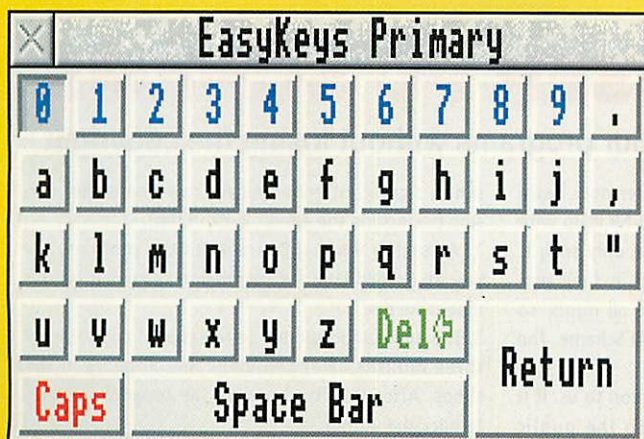 EasyKeys Primary
0 1 2 3 4 5 6 7 8 9 .
a b c d e f g h i j ,
k l m n o p q r s t "
u v w x y z Del
Return
Caps Space Bar